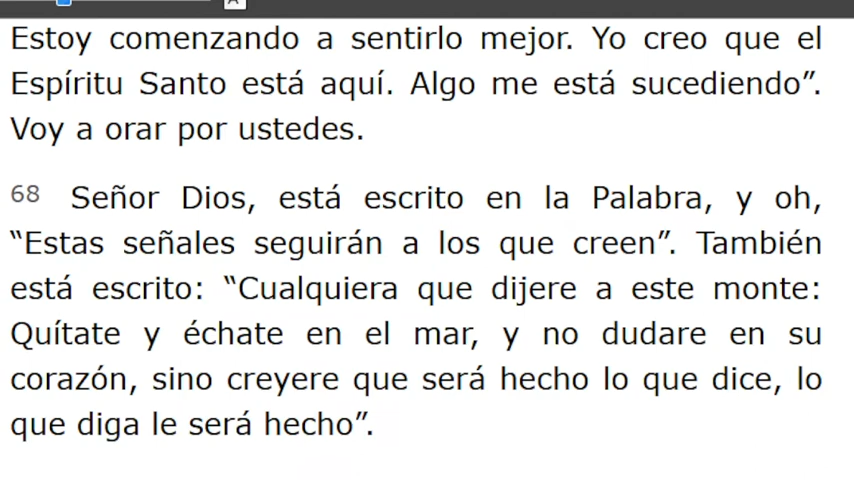 A
Estoy comenzando a sentirlo mejor. Yo creo que el
Espíritu Santo está aquí. Algo me está sucediendo”.
Voy a orar por ustedes.
68 Señor Dios, está escrito en la Palabra, y oh,
“Estas señales seguirán a los que creen”. También
está escrito: “Cualquiera que dijere a este monte:
Quítate y échate en el mar, y no dudare en su
corazón, sino creyere que será hecho lo que dice, lo
que diga le será hecho”.